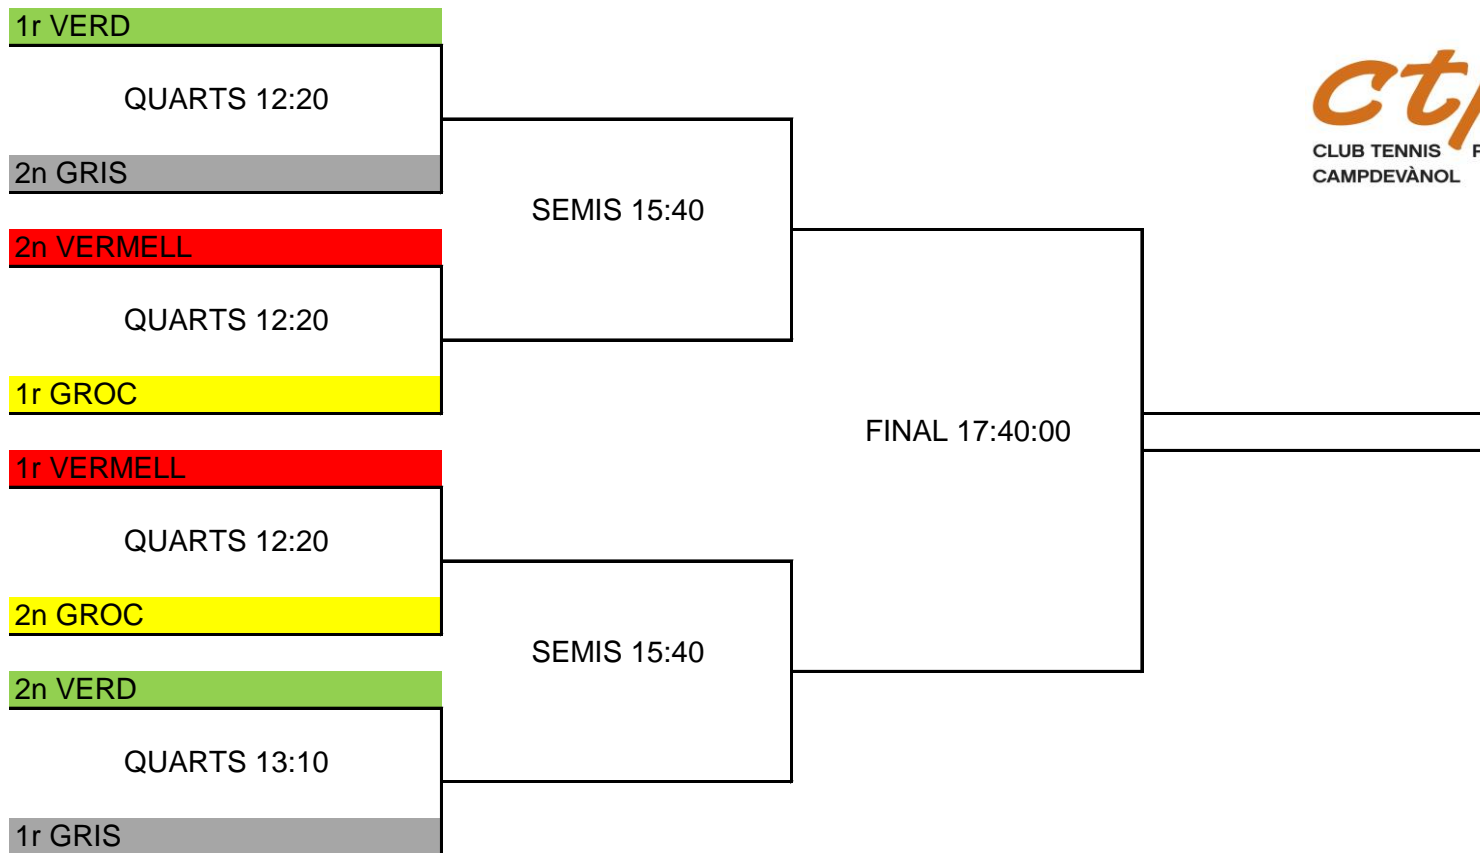 1r VERD
QUARTS 12:20
2n GRIS
SEMIS 15:40
2n VERMELL
QUARTS 12:20
1r GROC
FINAL 17:40:00
1r VERMELL
QUARTS 12:20
2n GROC
SEMIS 15:40
2n VERD
QUARTS 13:10
1r GRIS
CLUB TENNIS
CAMPDEVÀNOL